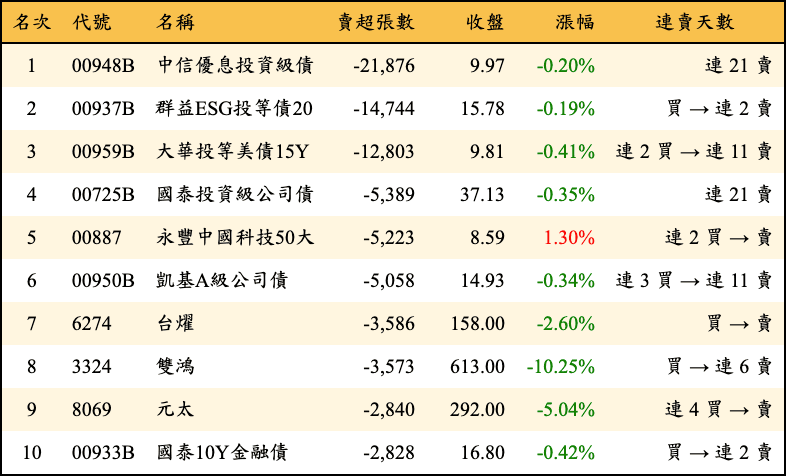 名次 代號 名稱 賣超張數 收盤 漲幅 連賣天數
1 00948B 中信優息投資級債 -21,876 9.97 -0.20% 連 21 賣
2 00937B 群益ESG投等債20 -14,744 15.78 -0.19% 買 → 連 2 賣
3 00959B 大華投等美債15Y -12,803 9.81 -0.41% 連 2 買 → 連 11 賣
4 00725B 國泰投資級公司債 -5,389 37.13 -0.35% 連 21 賣
5 00887 永豐中國科技50大 -5,223 8.59 1.30% 連 2 買 → 賣
6 00950B 凱基A級公司債 -5,058 14.93 -0.34% 連 3 買 → 連 11 賣
7 6274 台燿 -3,586 158.00 -2.60% 買 → 賣
8 3324 雙鴻 -3,573 613.00 -10.25% 買 → 連 6 賣
9 8069 元太 -2,840 292.00 -5.04% 連 4 買 → 賣
10 00933B 國泰10Y金融債 -2,828 16.80 -0.42% 買 → 連 2 賣